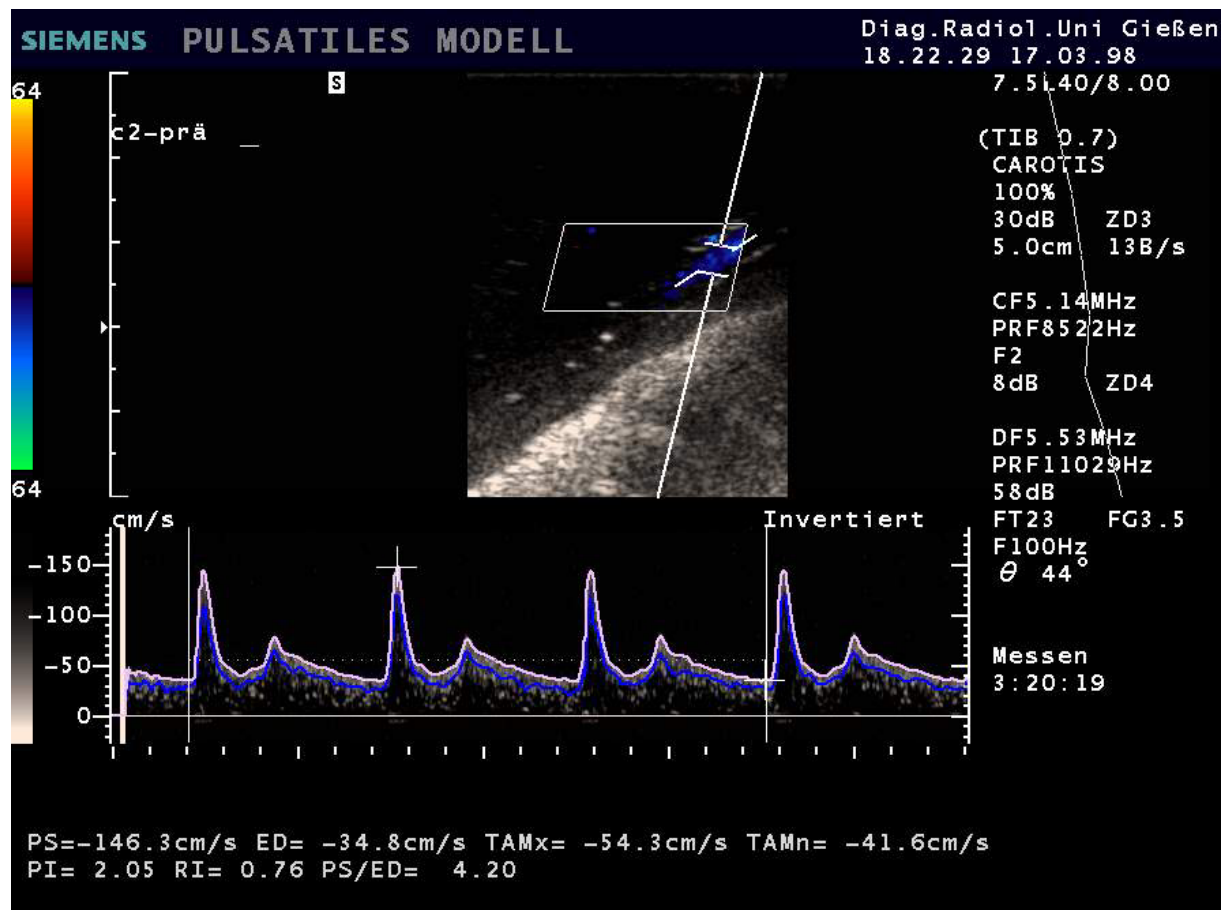 SIEMENS PULSATILES MODELL
Diag.Radiol.Uni Gießen
18.22.29 17.03.98
S
64
c2-prä _
64
7.5L40/8.00
(TIB 0.7)
CAROTIS
100%
30dB ZD3
5.0cm 13B/s
CF5.14MHz
PRF8522Hz
F2
8dB ZD4
DF5.53MHz
PRF11029Hz
58dB
FT23 FG3.5
F100Hz
θ 44°
Messen
3:20:19
cm/s
Invertiert
-150
-100
-50
0
PS=-146.3cm/s ED= -34.8cm/s TAMx= -54.3cm/s TAMn= -41.6cm/s
PI= 2.05 RI= 0.76 PS/ED= 4.20